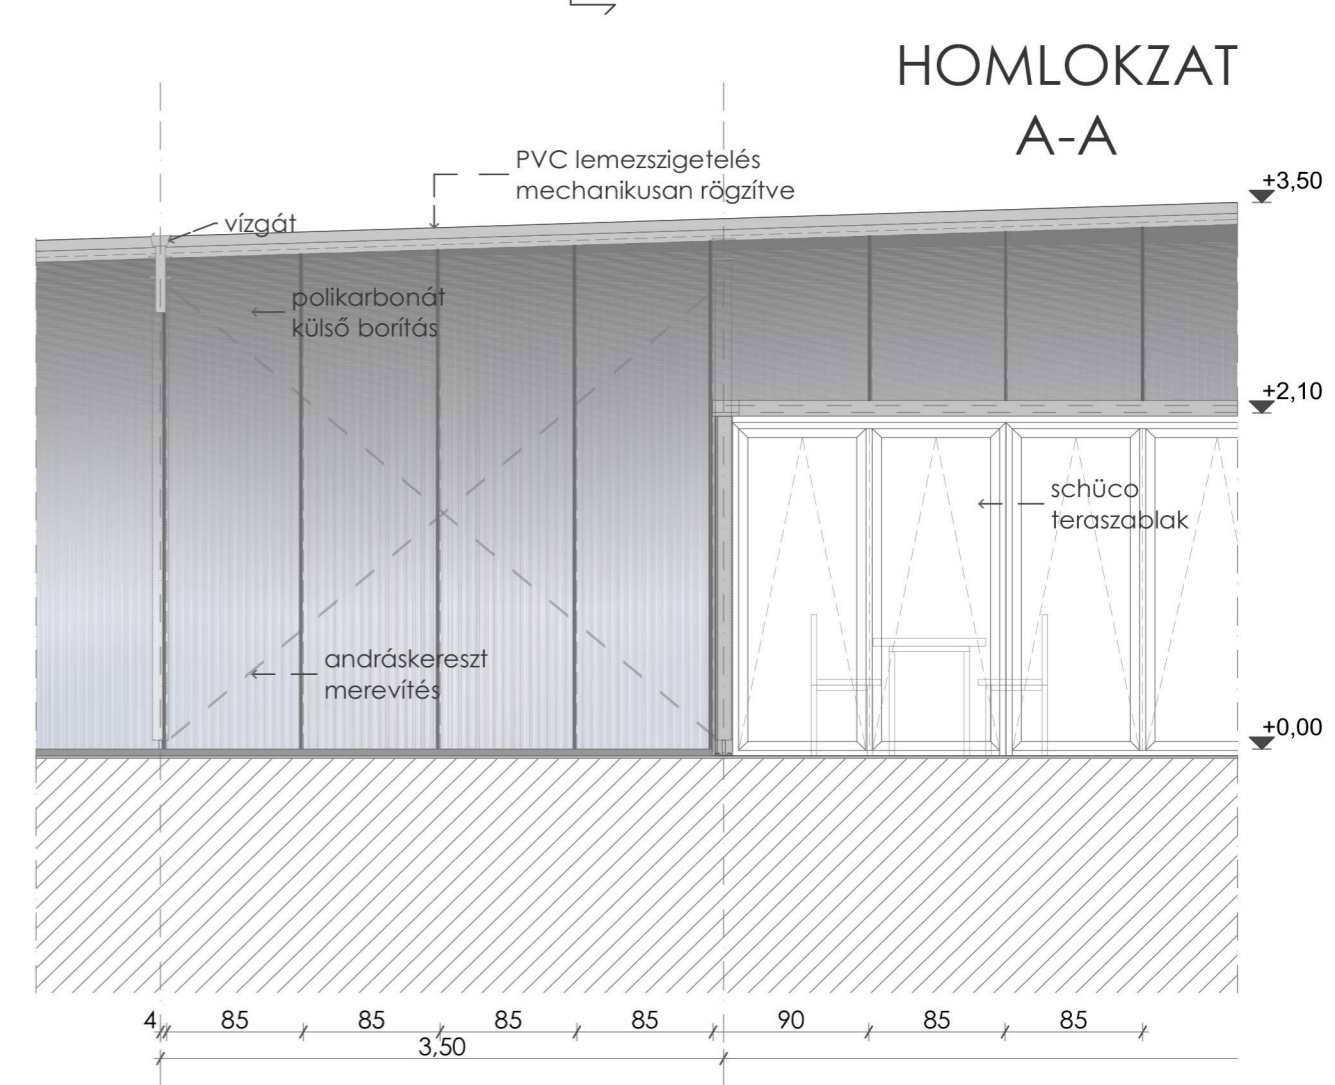 HOMLOKZAT
A-A
PVC lemezszigetelés
mechanikusan rögzítve
+3,50
vízgát
polikarbonát
külső borítás
+2,10
schüco
teraszablak
andráskereszt
merevítés
+0,00
4 85 85 85 85 90 85 85
3,50